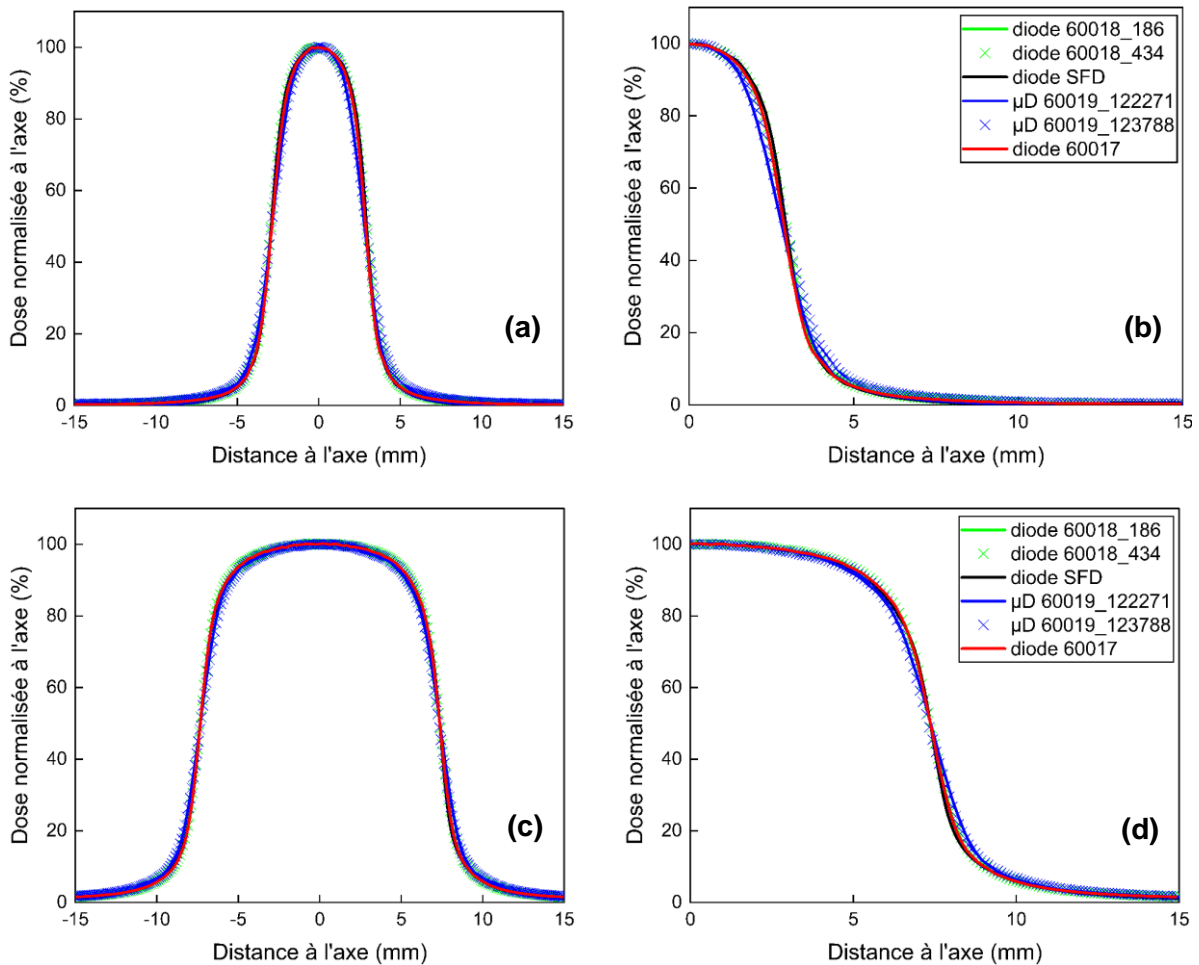 100
80
60
40
20
0
Dose normalisée à l'axe (%)
-15
-10
-5
0
5
10
15
Distance à l'axe (mm)
(a)
100
80
60
40
20
0
Dose normalisée à l'axe (%)
0
5
10
15
Distance à l'axe (mm)
diode 60018_186
diode 60018_434
diode SFD
µD 60019_122271
µD 60019_123788
diode 60017
(b)
100
80
60
40
20
0
Dose normalisée à l'axe (%)
-15
-10
-5
0
5
10
15
Distance à l'axe (mm)
(c)
100
80
60
40
20
0
Dose normalisée à l'axe (%)
0
5
10
15
Distance à l'axe (mm)
diode 60018_186
diode 60018_434
diode SFD
µD 60019_122271
µD 60019_123788
diode 60017
(d)